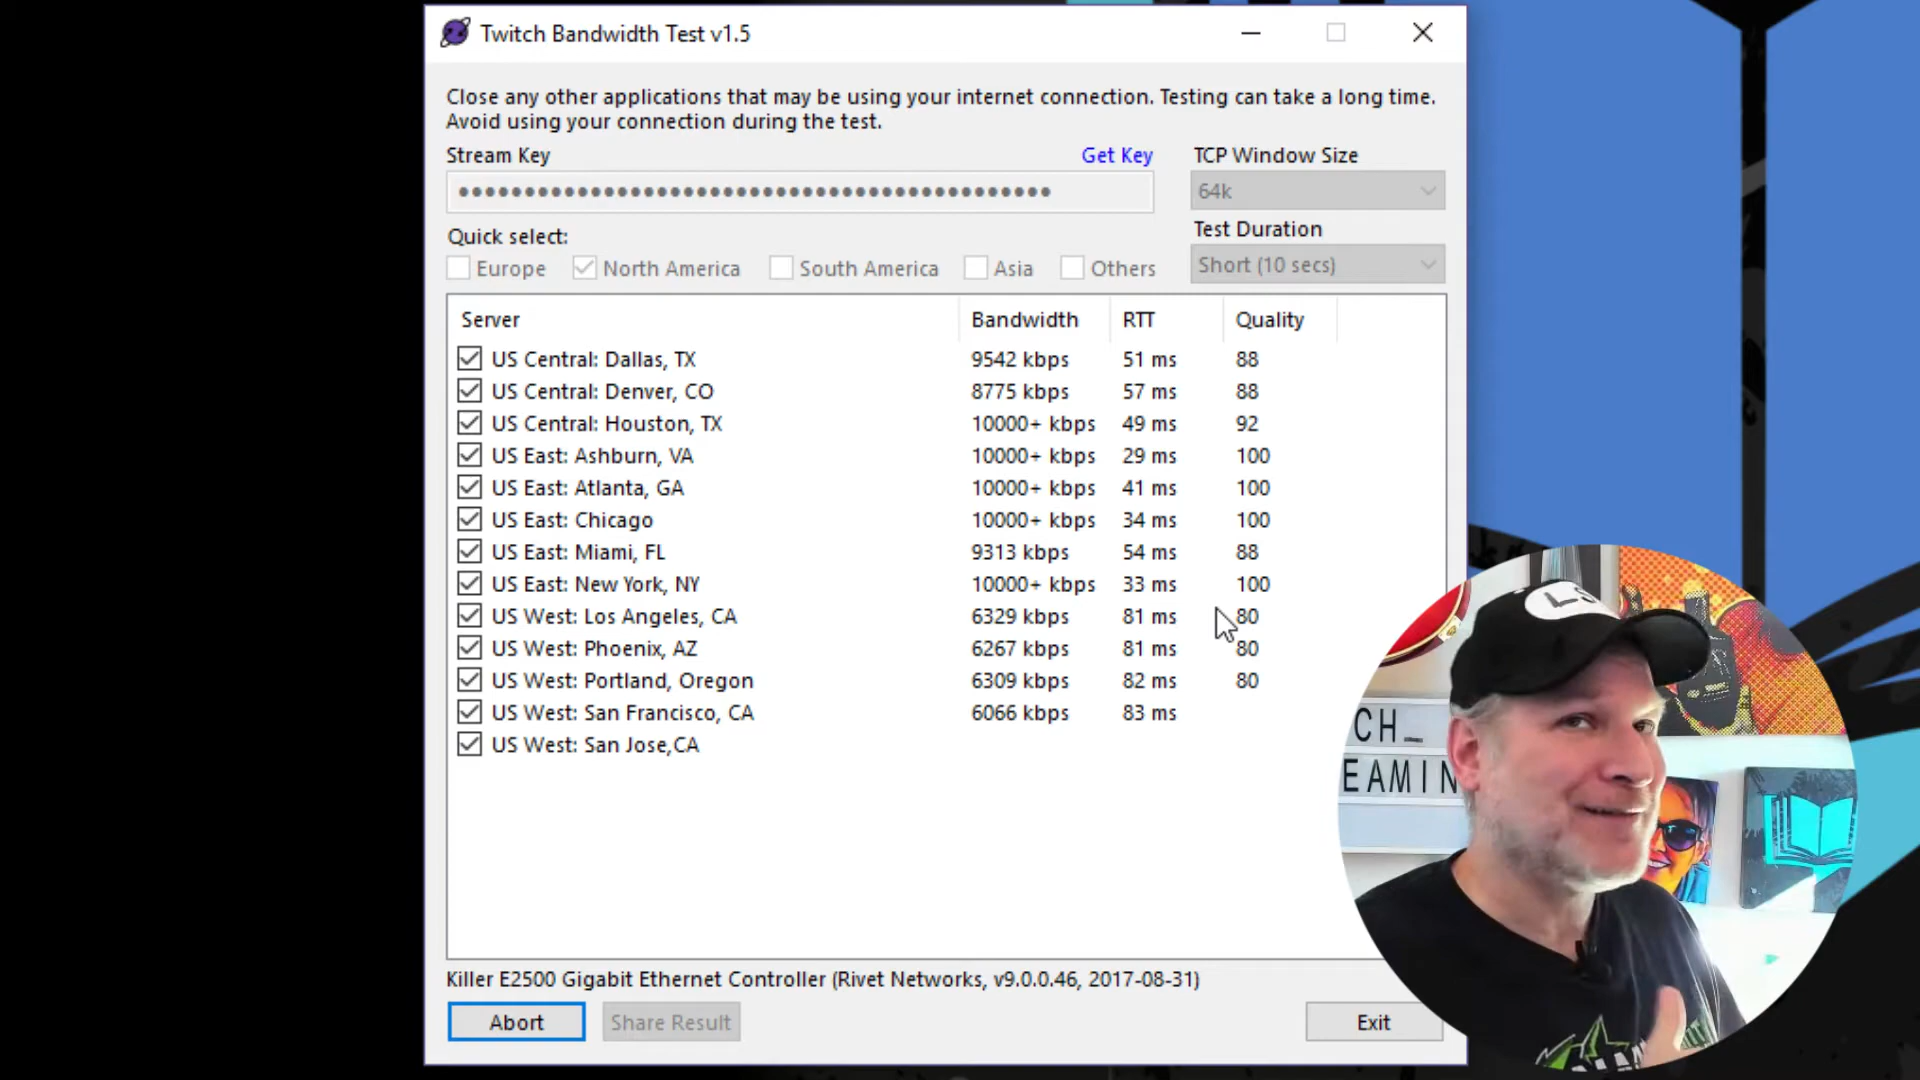 Twitch Bandwidth Test v1.5
Close any other applications that may be using your internet connection. Testing can take a long time.
Avoid using your connection during the test.
Stream Key Get Key TCP Window Size
●●●●●●●●●●●●●●●●●●●●●●●●●●●●●●●●●●●●●●●●●●●●● 64k
Quick select: Test Duration
Europe North America South America Asia Others Short (10 secs)
Server Bandwidth RTT Quality
US Central: Dallas, TX 9542 kbps 51 ms 88
US Central: Denver, CO 8775 kbps 57 ms 88
US Central: Houston, TX 10000+ kbps 49 ms 92
US East: Ashburn, VA 10000+ kbps 29 ms 100
US East: Atlanta, GA 10000+ kbps 41 ms 100
US East: Chicago 10000+ kbps 34 ms 100
US East: Miami, FL 9313 kbps 54 ms 88
US East: New York, NY 10000+ kbps 33 ms 100
US West: Los Angeles, CA 6329 kbps 81 ms 80
US West: Phoenix, AZ 6267 kbps 81 ms 80
US West: Portland, Oregon 6309 kbps 82 ms 80
US West: San Francisco, CA 6066 kbps 83 ms
US West: San Jose,CA
Killer E2500 Gigabit Ethernet Controller (Rivet Networks, v9.0.0.46, 2017-08-31)
Abort Share Result Exit
LS
CH_
EAMIN